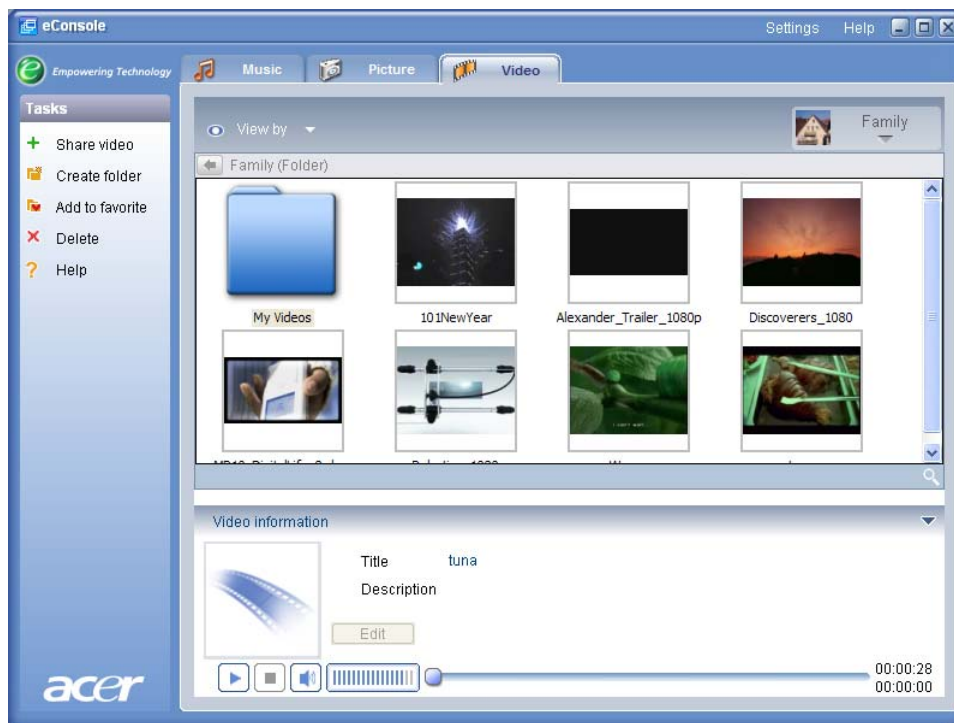 eConsole
Settings Help
Empowering Technology
Music Picture Video
Tasks
Share video
Create folder
Add to favorite
Delete
Help
View by
Family
Family (Folder)
My Videos 101NewYear Alexander_Trailer_1080p Discoverers_1080
Video information
Title tuna
Description
Edit
00:00:28
00:00:00
acer